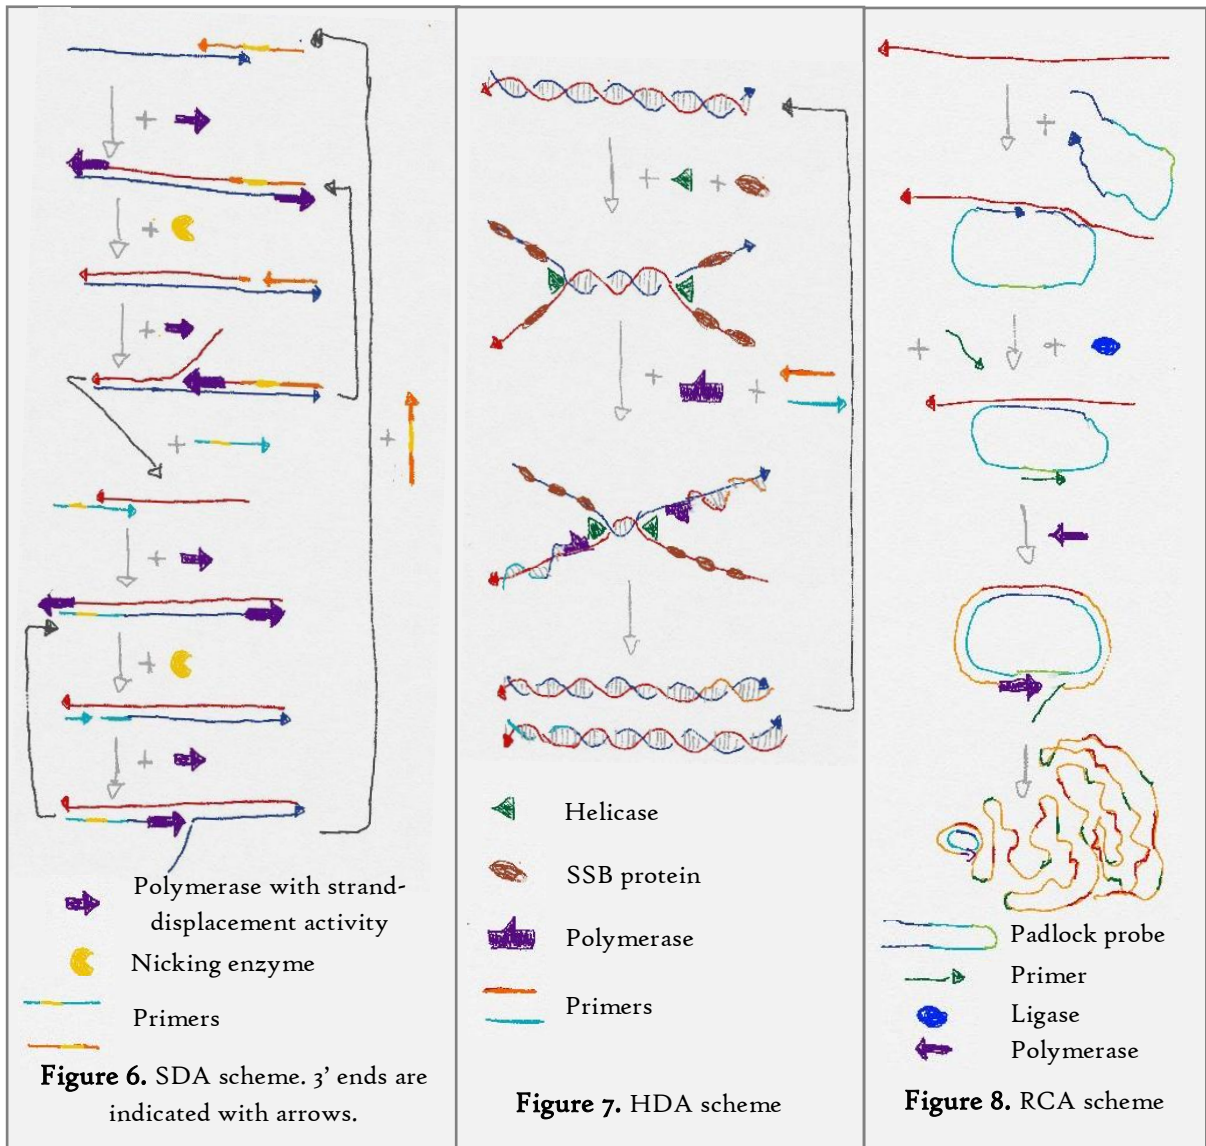 Polymerase with strand-
displacement activity
Nicking enzyme
Primers
Figure 6. SDA scheme. 3' ends are
indicated with arrows.
Helicase
SSB protein
Polymerase
Primers
Figure 7. HDA scheme
Padlock probe
Primer
Ligase
Polymerase
Figure 8. RCA scheme